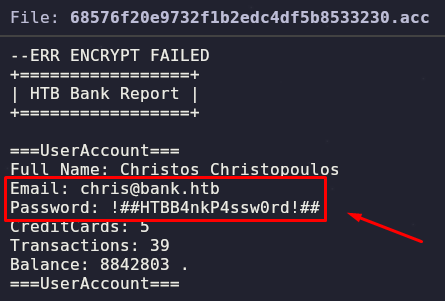 File: 68576f20e9732f1b2edc4df5b8533230.acc
--ERR ENCRYPT FAILED
+=================+
| HTB Bank Report |
+=================+
===UserAccount===
Full Name: Christos Christopoulos
Email: chris@bank.htb
Password: !##HTBB4nkP4ssw0rd!##
CreditCards: 5
Transactions: 39
Balance: 8842803 .
===UserAccount===